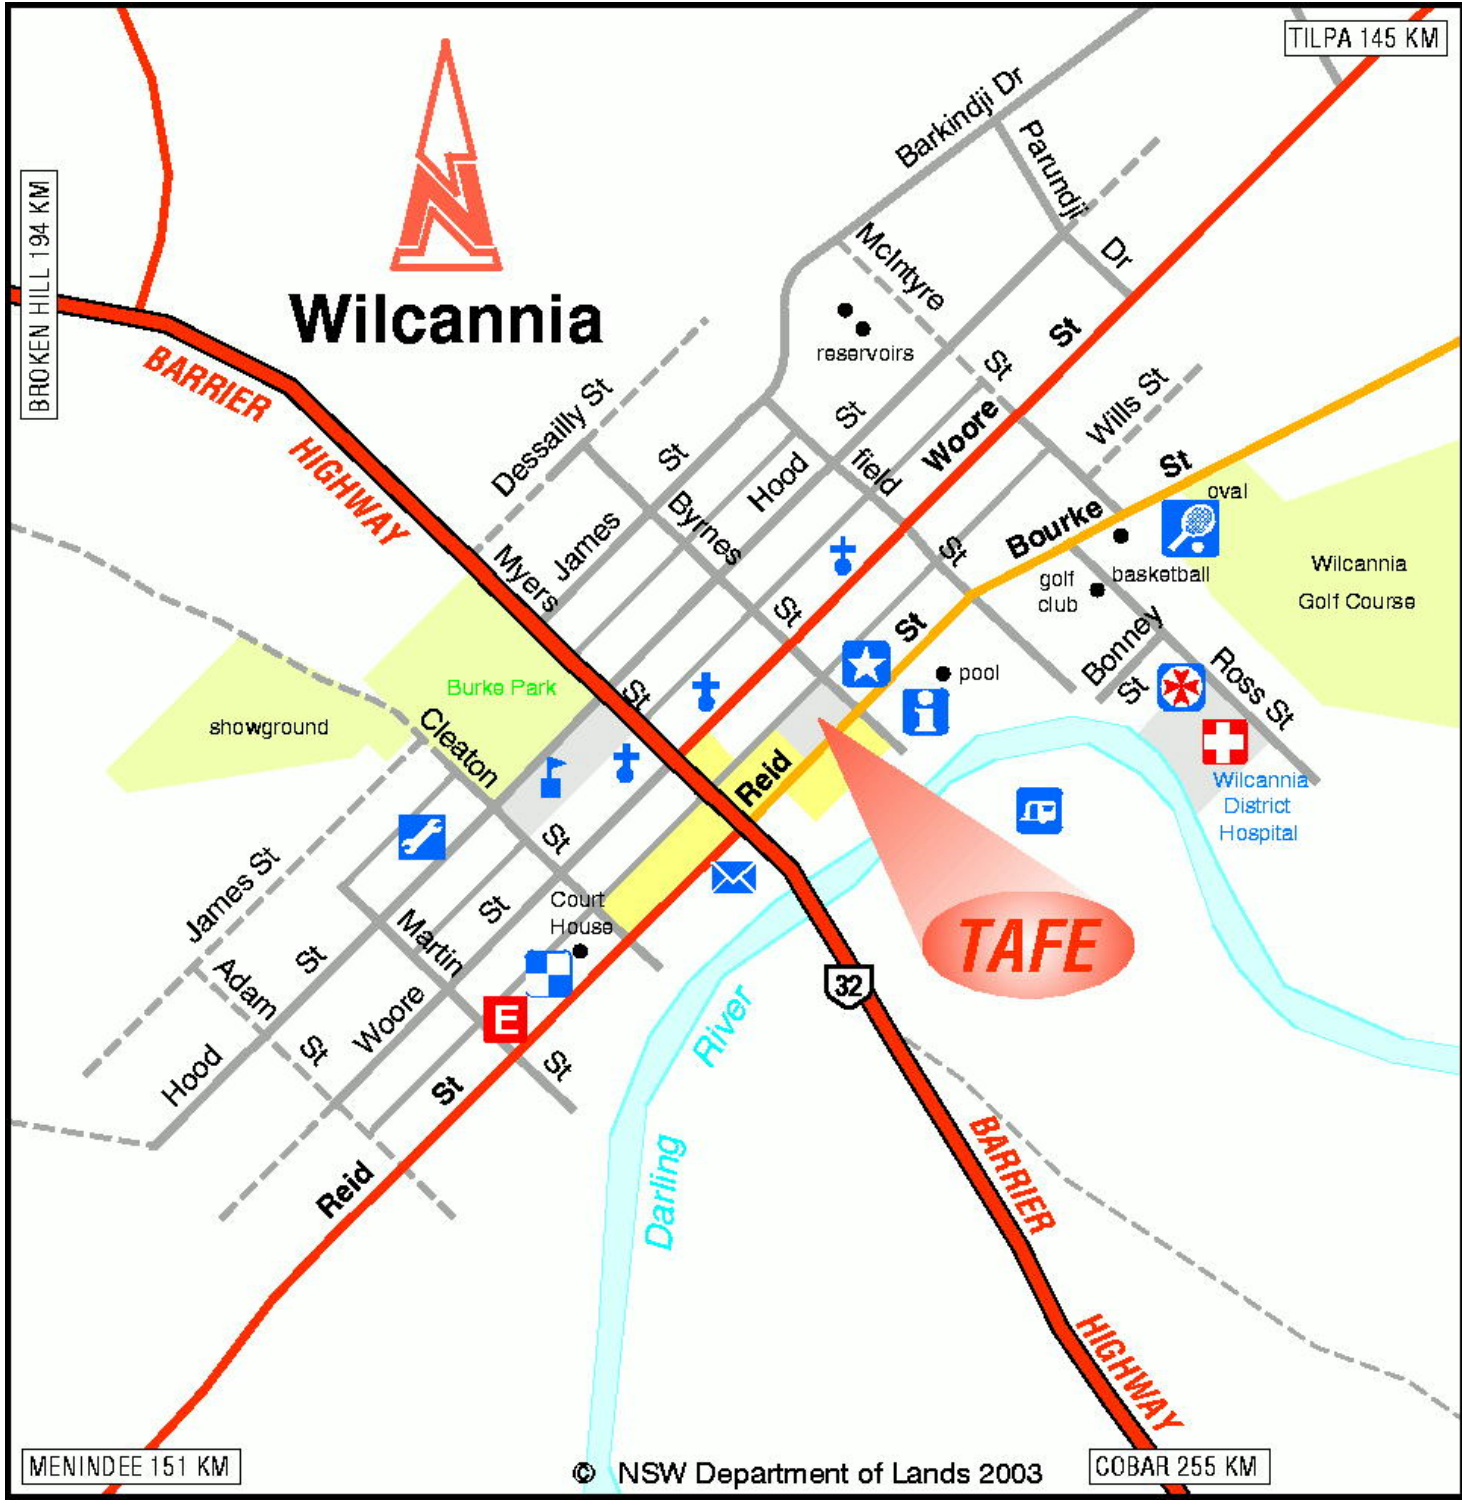 TILPA 145 KM
BROKEN HILL 194 KM
Wilcannia
BARRIER
HIGHWAY
Barkindji Dr
Parundji
Dr
McIntyre
St
reservoirs
Dessailly St
St
James
Myers
St
Byrnes
St
Hood
St
field
St
Woore
St
Wills St
Bourke
St
oval
basketball
golf
club
Wilcannia
Golf Course
Bonney
St
Ross St
Wilcannia
District
Hospital
pool
Reid
St
Burke Park
showground
Cleaton
St
James St
Adam
St
Hood
St
Martin
St
Woore
St
Court
House
E
Reid
St
TAFE
32
Darling
River
BARRIER
HIGHWAY
MENINDEE 151 KM
© NSW Department of Lands 2003
COBAR 255 KM